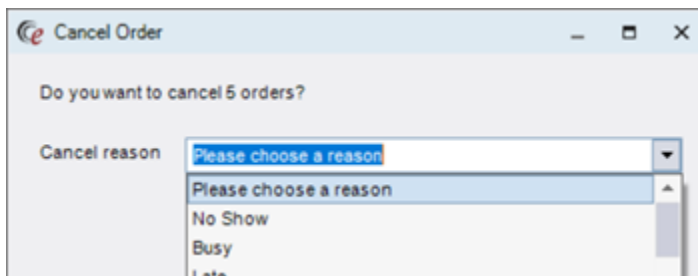 Cancel Order
Do you want to cancel 5 orders?
Cancel reason Please choose a reason
Please choose a reason
No Show
Busy
Late